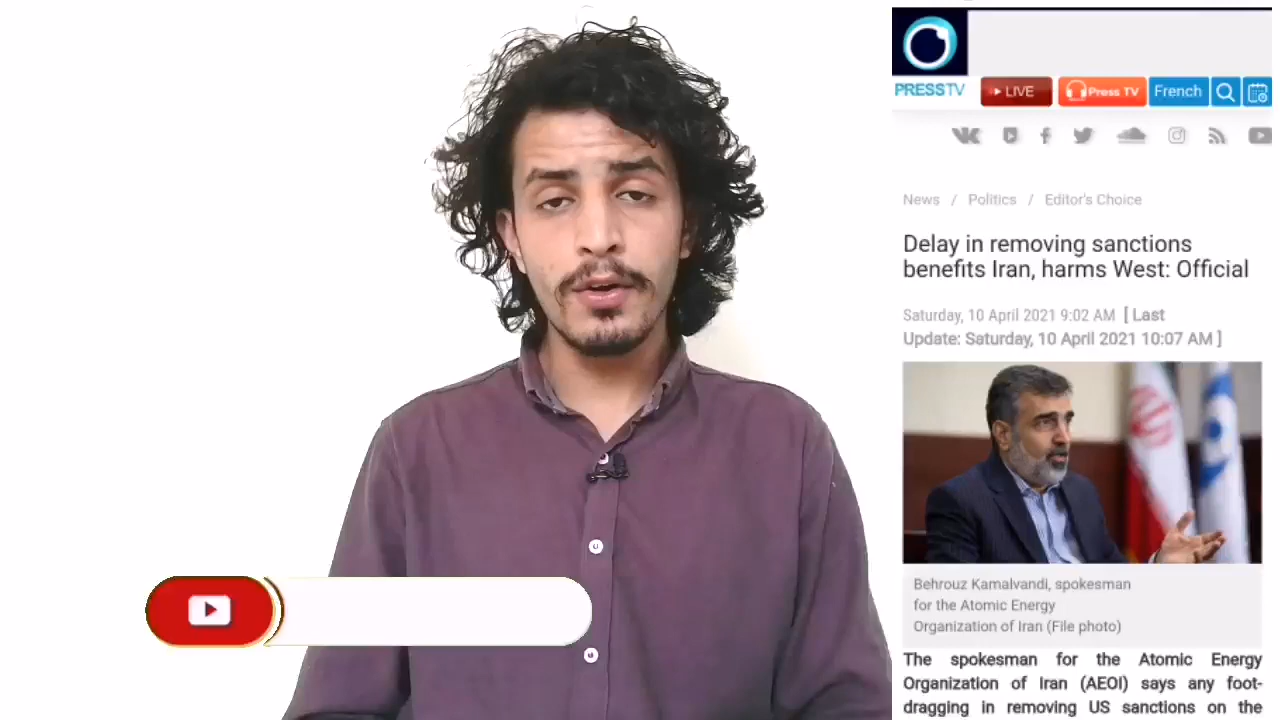 PRESSTV
LIVE
Press TV
French
News / Politics / Editor's Choice
Delay in removing sanctions
benefits Iran, harms West: Official
Saturday, 10 April 2021 9:02 AM [ Last
Update: Saturday, 10 April 2021 10:07 AM ]
Behrouz Kamalvandi, spokesman
for the Atomic Energy
Organization of Iran (File photo)
The spokesman for the Atomic Energy
Organization of Iran (AEOI) says any foot-
dragging in removing US sanctions on the